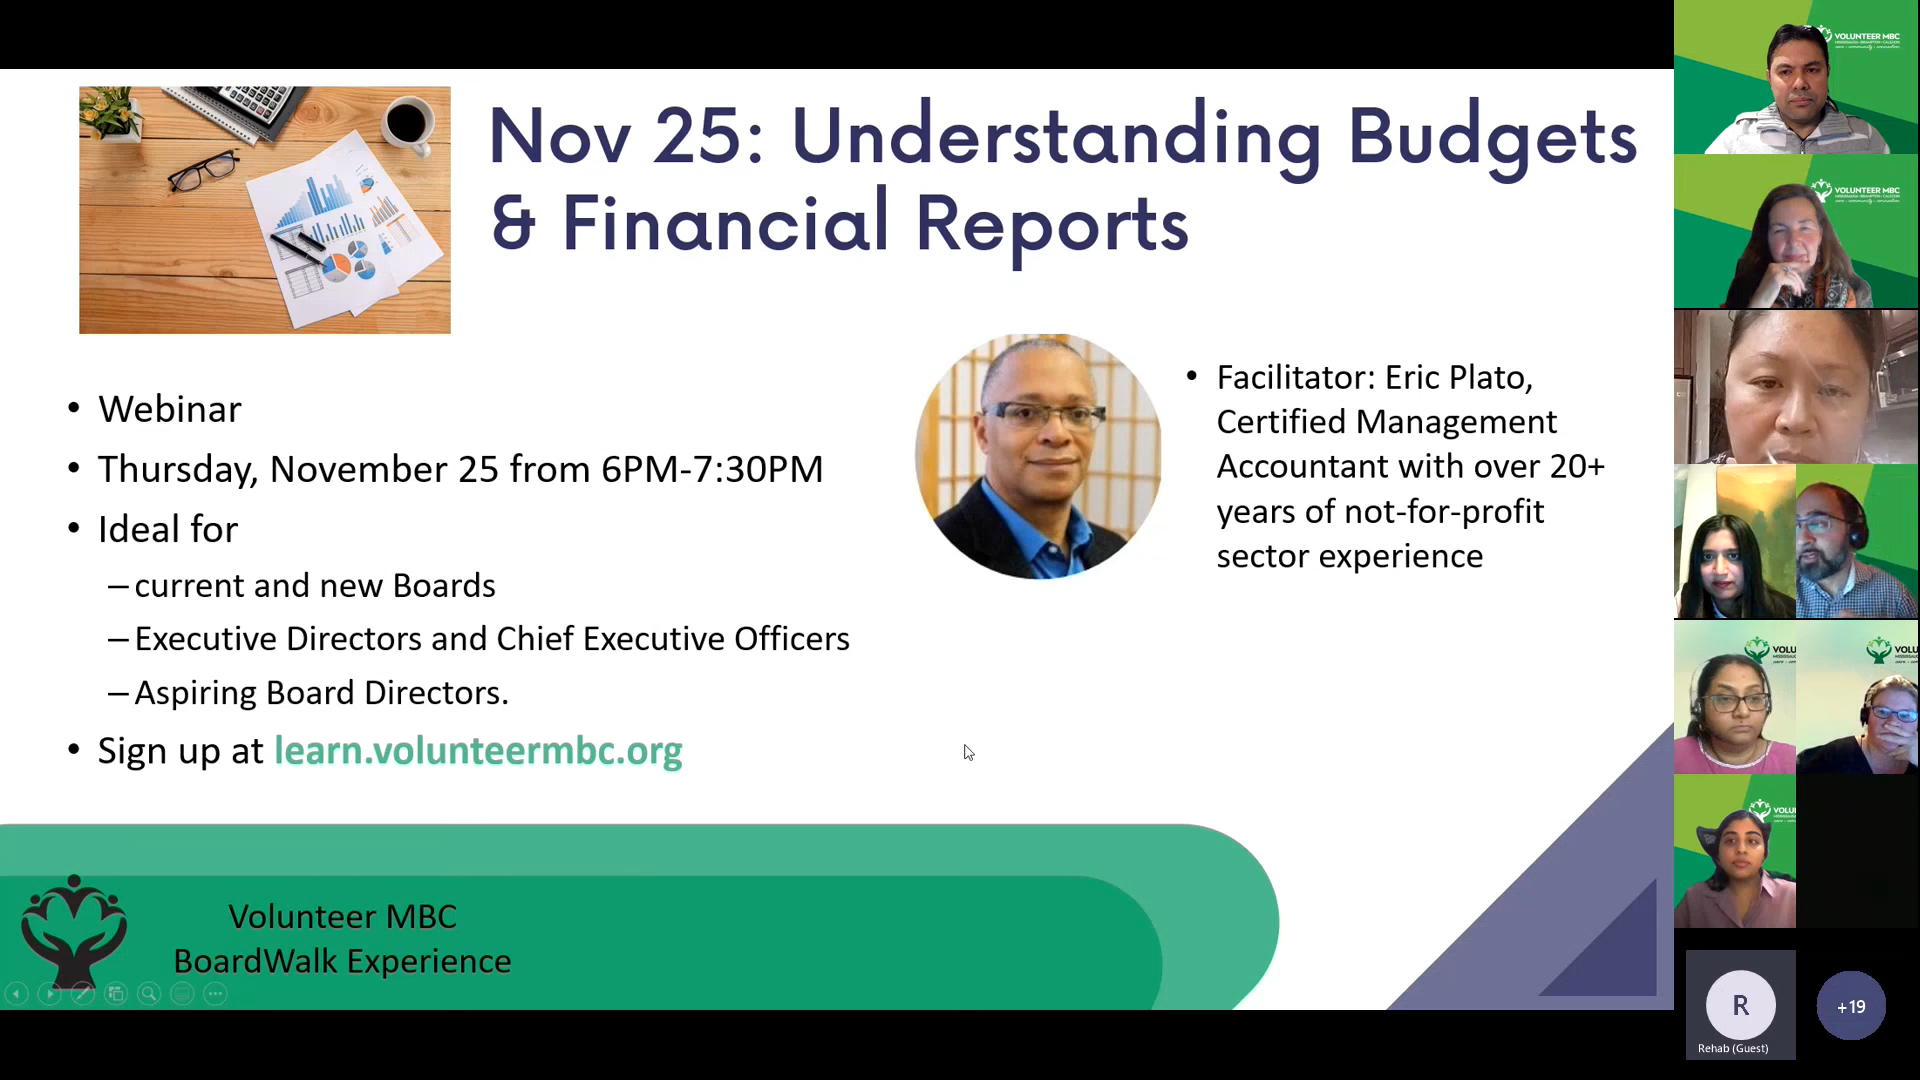 Nov 25: Understanding Budgets
& Financial Reports
• Webinar
• Thursday, November 25 from 6PM-7:30PM
• Ideal for
– current and new Boards
– Executive Directors and Chief Executive Officers
– Aspiring Board Directors.
• Sign up at learn.volunteermbc.org
• Facilitator: Eric Plato,
Certified Management
Accountant with over 20+
years of not-for-profit
sector experience
Volunteer MBC
BoardWalk Experience
VOLUNTEER MBC
VOLUNTEER MBC
VOLU
VOLU
VOLU
R
Rehab (Guest)
+19